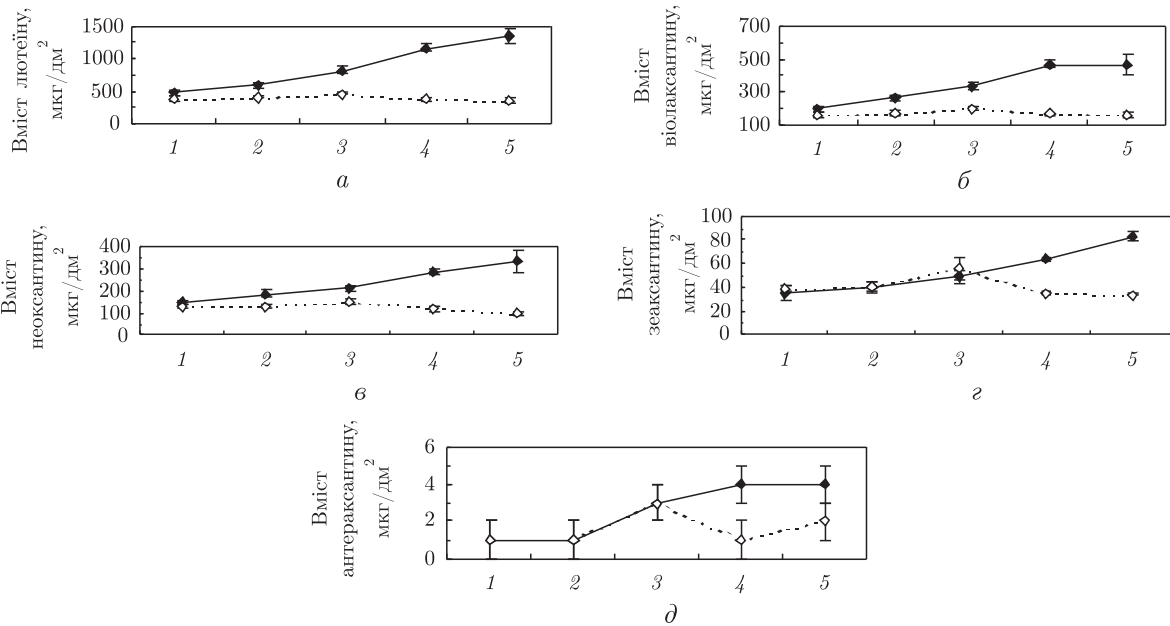 Вміст лютеїну,
мкг/дм²
1500
1000
500
0
1 2 3 4 5
а
Вміст
віолаксантину,
мкг/дм²
700
500
300
100
1 2 3 4 5
б
Вміст
неоксантину,
мкг/дм²
400
300
200
100
0
1 2 3 4 5
в
Вміст
зеаксантину,
мкг/дм²
100
80
60
40
20
0
1 2 3 4 5
г
Вміст
антераксантину,
мкг/дм²
6
4
2
0
1 2 3 4 5
д